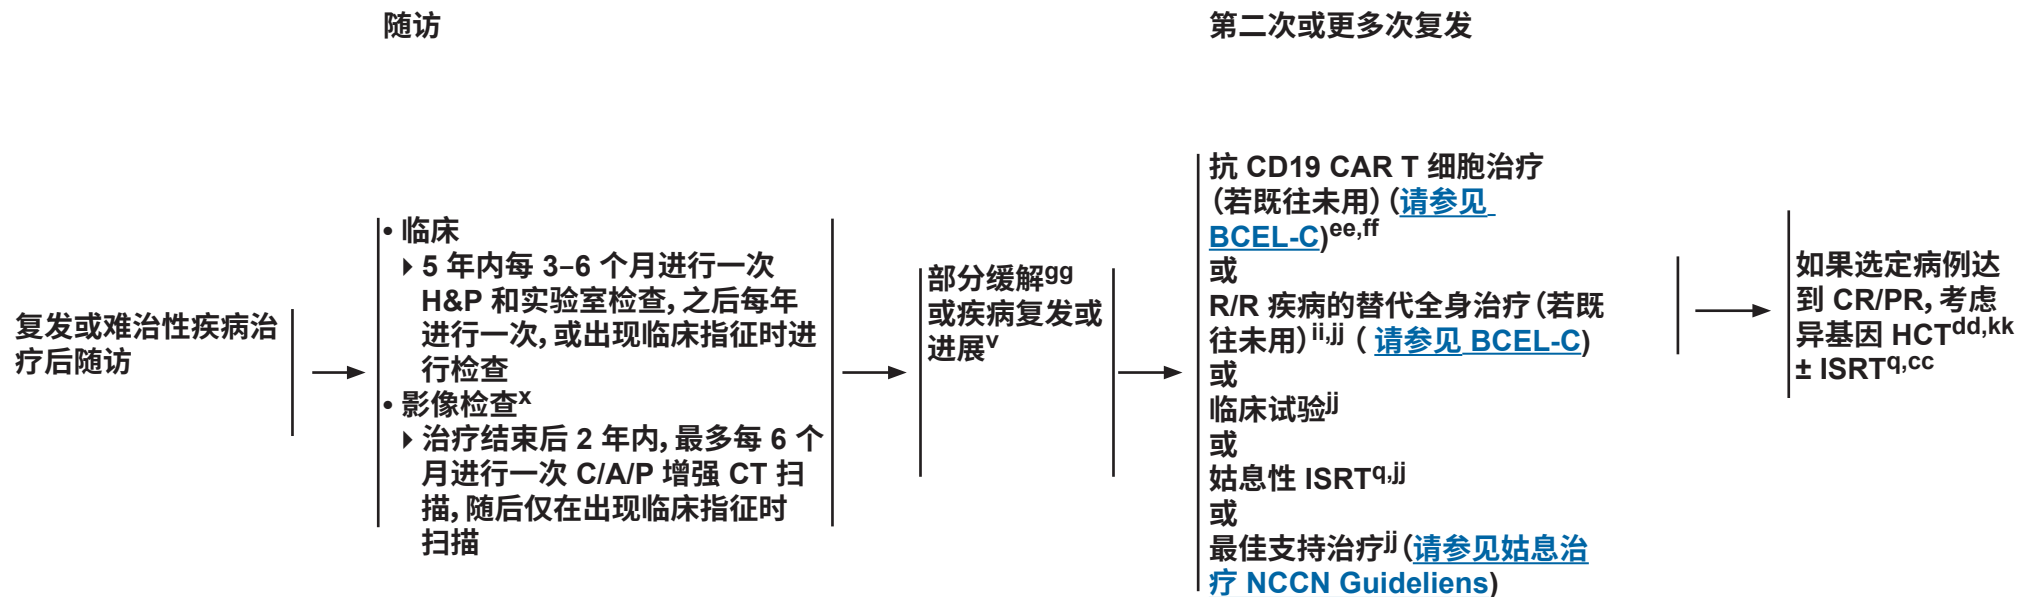 随访
第二次或更多次复发
复发或难治性疾病治
疗后随访
• 临床
▸ 5 年内每 3–6 个月进行一次
H&P 和实验室检查，之后每年
进行一次，或出现临床指征时进
行检查
• 影像检查x
▸ 治疗结束后 2 年内，最多每 6 个
月进行一次 C/A/P 增强 CT 扫
描，随后仅在出现临床指征时
扫描
部分缓解gg
或疾病复发或
进展v
抗 CD19 CAR T 细胞治疗
（若既往未用）（请参见
BCEL-C)ee,ff
或
R/R 疾病的替代全身治疗（若既
往未用）ii,jj（ 请参见 BCEL-C)
或
临床试验jj
或
姑息性 ISRTq,jj
或
最佳支持治疗jj（请参见姑息治
疗 NCCN Guideliens)
如果选定病例达
到 CR/PR，考虑
异基因 HCTdd,kk
± ISRTq,cc